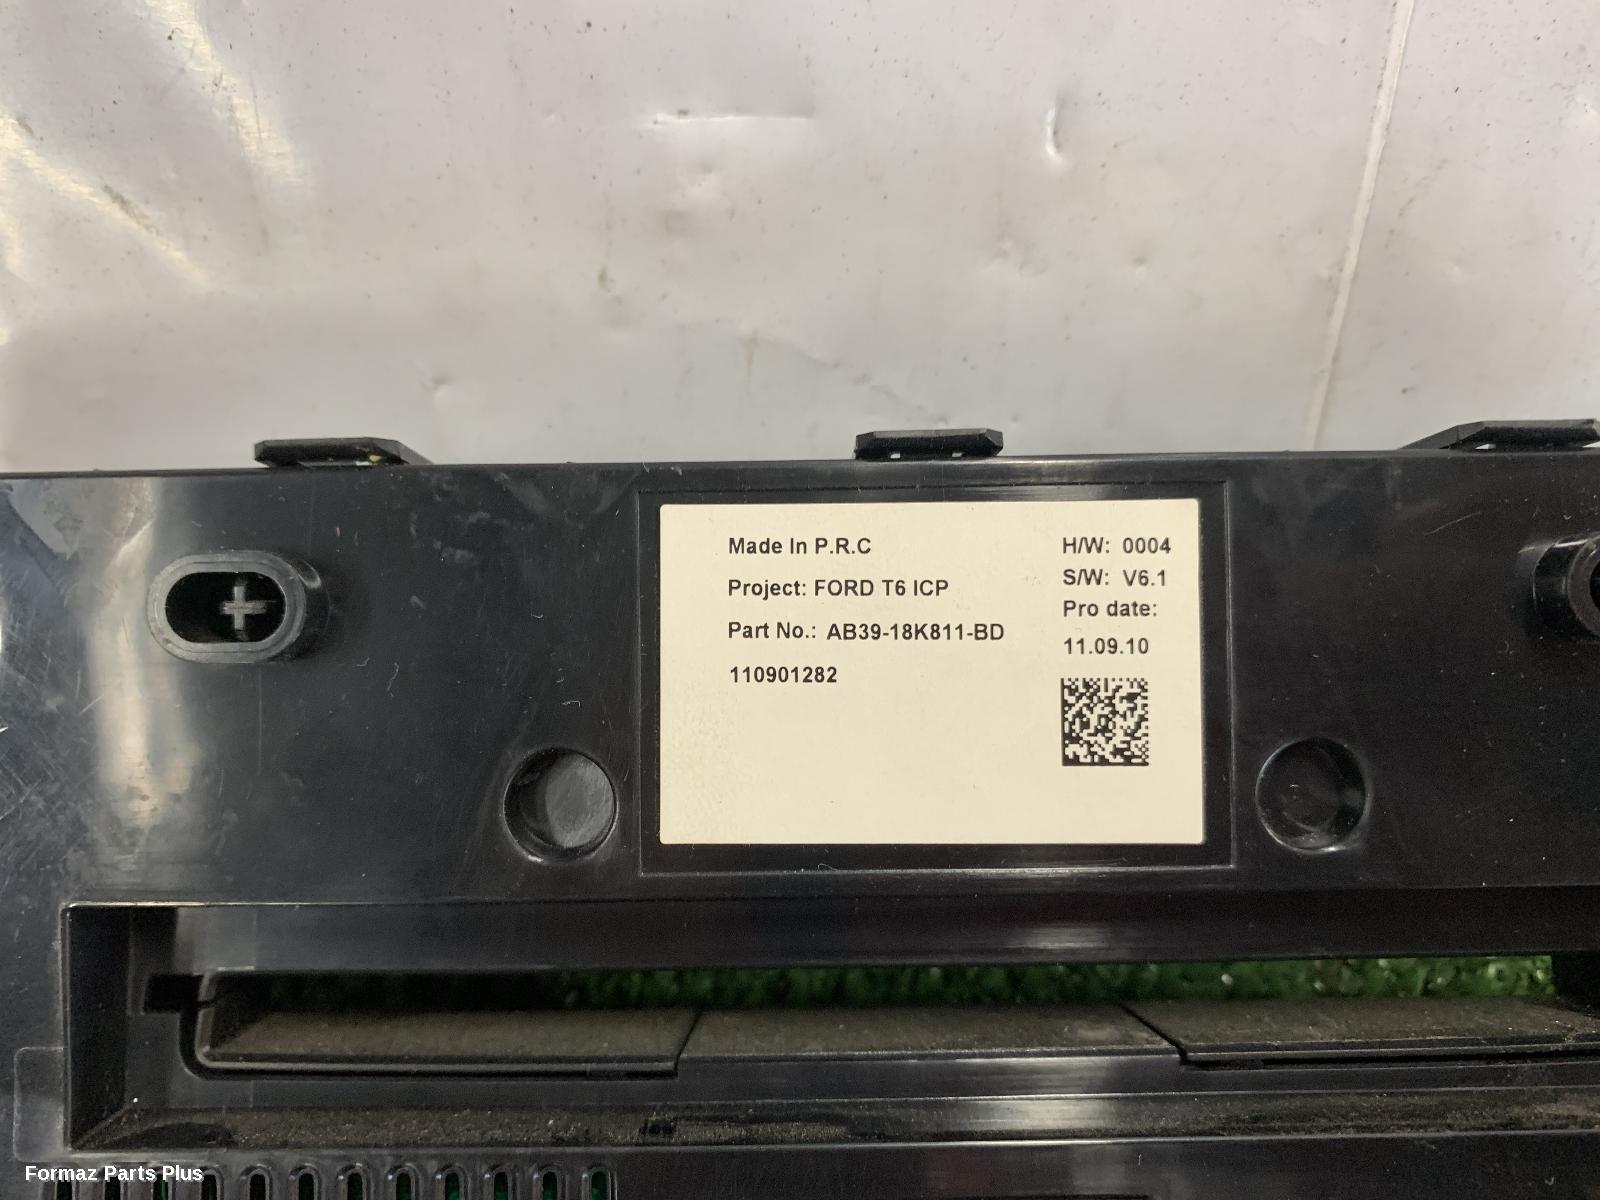 Made In P.R.C
Project: FORD T6 ICP
Part No.: AB39-18K811-BD
110901282
H/W: 0004
S/W: V6.1
Pro date:
11.09.10
Formaz Parts Plus